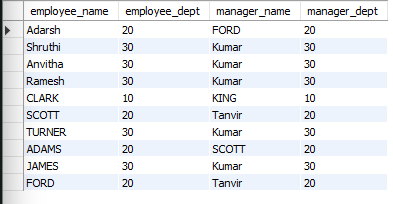 employee_name employee_dept manager_name manager_dept
Adarsh 20 FORD 20
Shruthi 30 Kumar 30
Anvitha 30 Kumar 30
Ramesh 30 Kumar 30
CLARK 10 KING 10
SCOTT 20 Tanvir 20
TURNER 30 Kumar 30
ADAMS 20 SCOTT 20
JAMES 30 Kumar 30
FORD 20 Tanvir 20